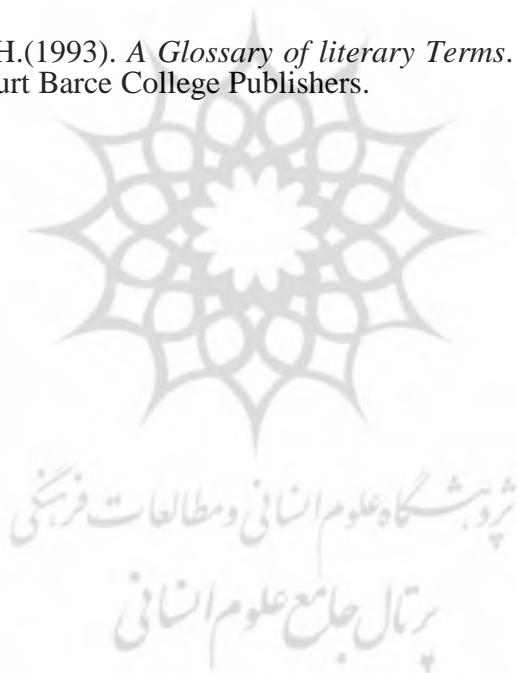 H.(1993). A Glossary of literary Terms.
urt Barce College Publishers.
پژوهشگاه علوم انسانی و مطالعات فرهنگی
پرتال جامع علوم انسانی